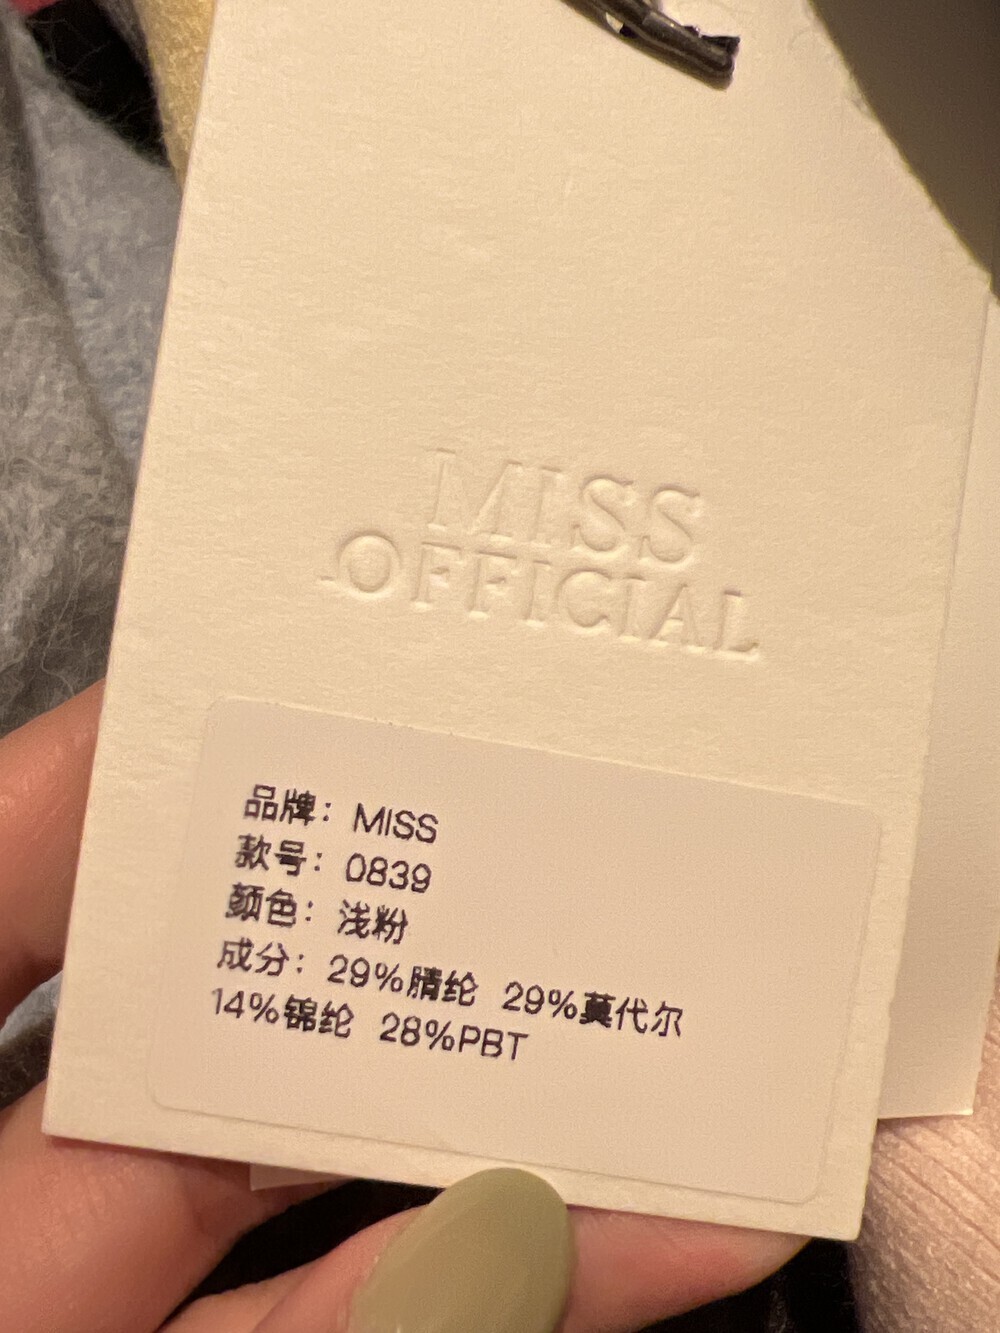 MISS
OFFICIAL
品牌：MISS
款号：0839
颜色：浅粉
成分：29%腈纶 29%莫代尔
14%锦纶 28%PBT